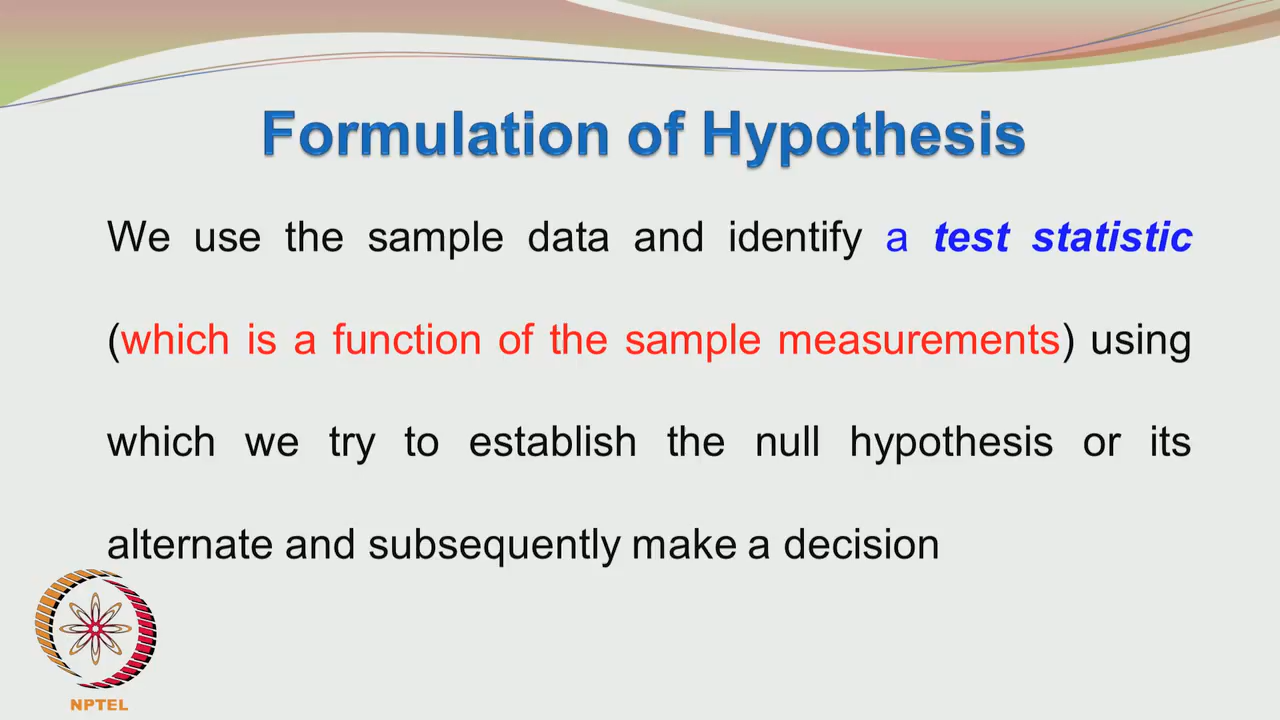 Formulation of Hypothesis
We use the sample data and identify a test statistic
(which is a function of the sample measurements) using
which we try to establish the null hypothesis or its
alternate and subsequently make a decision
NPTEL